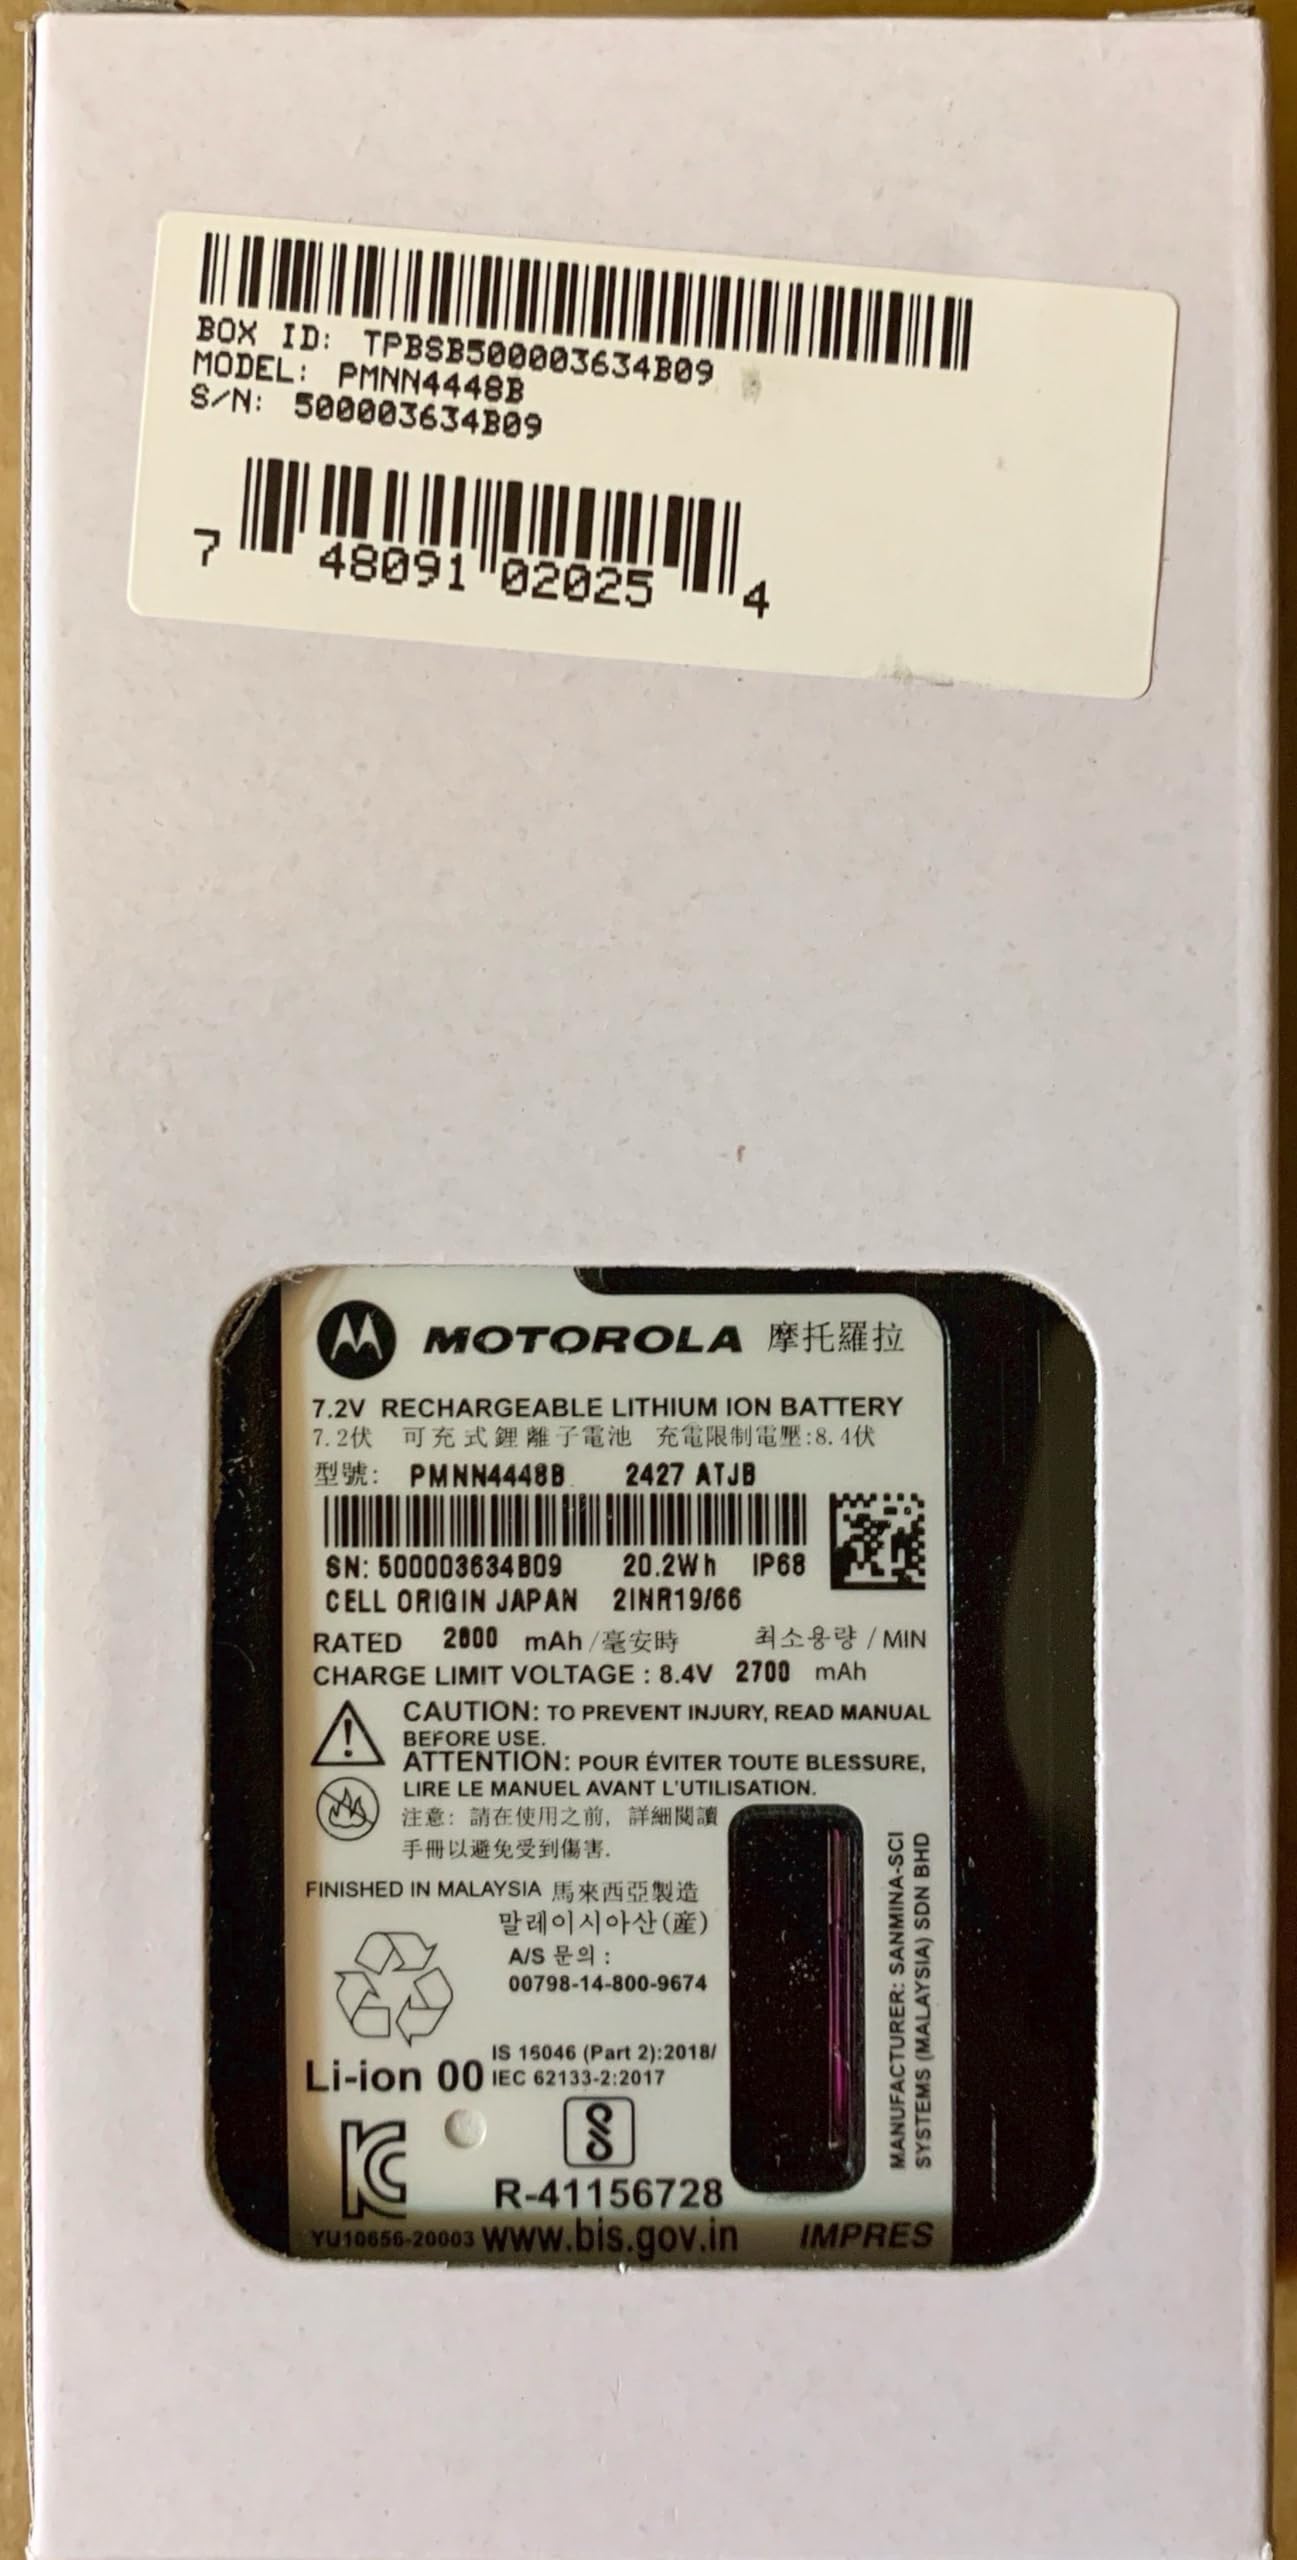 BOX ID: TPBSB500003634B09
MODEL: PMNN4448B
S/N: 500003634B09
7 48091 02025 4
MOTOROLA 摩托羅拉
7.2V RECHARGEABLE LITHIUM ION BATTERY
7.2伏 可充式鋰離子電池 充電限制電壓:8.4伏
型號: PMNN4448B 2427 ATJB
SN: 500003634B09 20.2Wh IP68
CELL ORIGIN JAPAN 2INR19/66
RATED 2800 mAh/毫安時 최소용량/MIN
CHARGE LIMIT VOLTAGE : 8.4V 2700 mAh
CAUTION: TO PREVENT INJURY, READ MANUAL
BEFORE USE.
ATTENTION: POUR ÉVITER TOUTE BLESSURE,
LIRE LE MANUEL AVANT L'UTILISATION.
注意: 請在使用之前, 詳細閱讀
手冊以避免受到傷害.
FINISHED IN MALAYSIA 馬來西亞製造
말레이시아산(産)
A/S 문의 :
00798-14-800-9674
IS 16046 (Part 2):2018/
Li-ion 00 IEC 62133-2:2017
R-41156728
YU10656-20003 www.bis.gov.in IMPRES
MANUFACTURER: SANMINA-SCI
SYSTEMS (MALAYSIA) SDN BHD